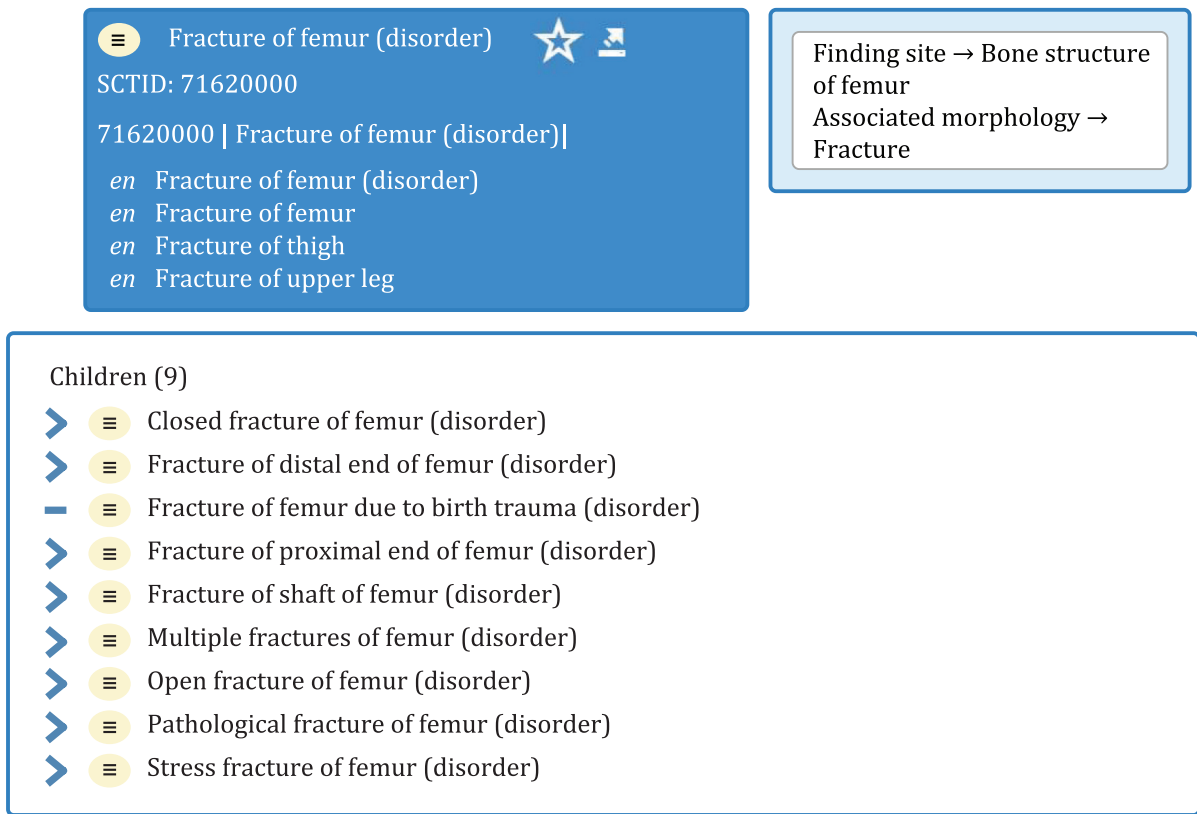 Fracture of femur (disorder)
SCTID: 71620000
71620000 | Fracture of femur (disorder)|
en Fracture of femur (disorder)
en Fracture of femur
en Fracture of thigh
en Fracture of upper leg
Finding site → Bone structure
of femur
Associated morphology →
Fracture
Children (9)
Closed fracture of femur (disorder)
Fracture of distal end of femur (disorder)
Fracture of femur due to birth trauma (disorder)
Fracture of proximal end of femur (disorder)
Fracture of shaft of femur (disorder)
Multiple fractures of femur (disorder)
Open fracture of femur (disorder)
Pathological fracture of femur (disorder)
Stress fracture of femur (disorder)